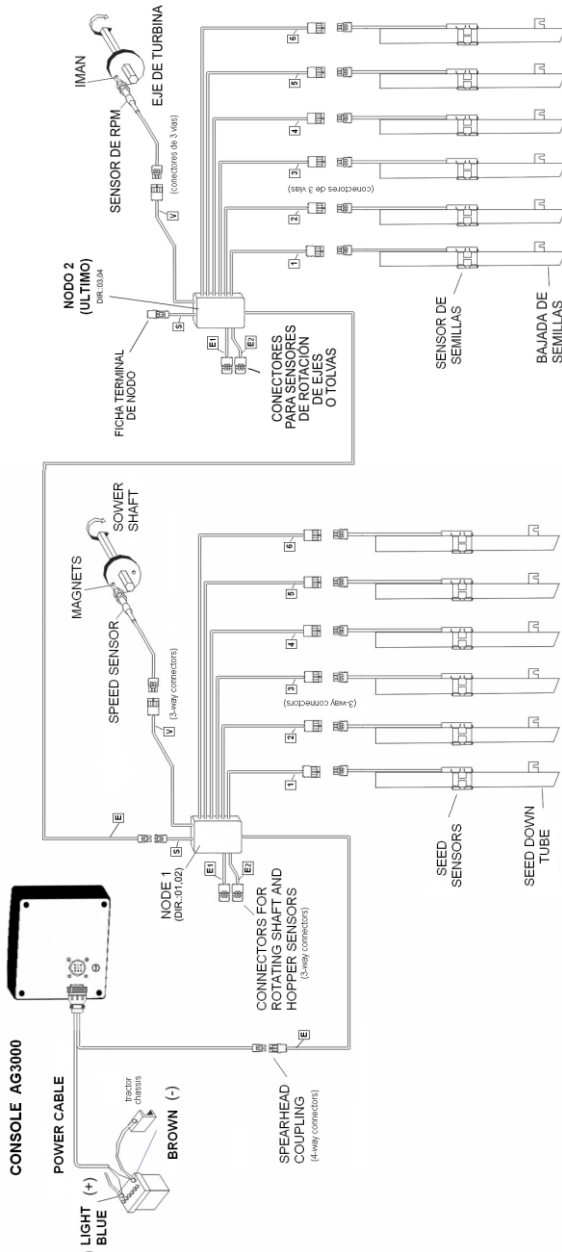 CONSOLE AG3000
POWER CABLE
LIGHT (+)
BLUE
tractor
chassis
BROWN (-)
SPEARHEAD
COUPLING
(4-way connectors)
E
E
NODE 1
(DIR.:01,02)
S
E1
E2
CONNECTORS FOR
ROTATING SHAFT AND
HOPPER SENSORS
(3-way connectors)
V
(3-way connectors)
SPEED SENSOR
MAGNETS
SOWER
SHAFT
1
2
3
4
5
6
(3-way connectors)
SEED
SENSORS
SEED DOWN
TUBE
NODO 2
(ULTIMO)
DIR.:03,04
FICHA TERMINAL
DE NODO
S
E1
E2
CONECTORES
PARA SENSORES
DE ROTACIÓN
DE EJES
O TOLVAS
V
(conectores de 3 vias)
SENSOR DE RPM
IMAN
EJE DE TURBINA
1
2
3
4
5
6
(conectores de 3 vias)
SENSOR DE
SEMILLAS
BAJADA DE
SEMILLAS